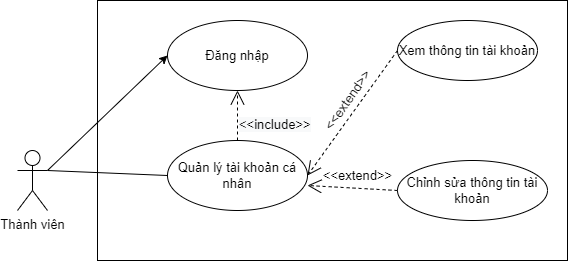 Đăng nhập
Xem thông tin tài khoản
<<extend>>
<<include>>
Quản lý tài khoản cá
nhân
<<extend>>
Chỉnh sửa thông tin tài
khoản
Thành viên